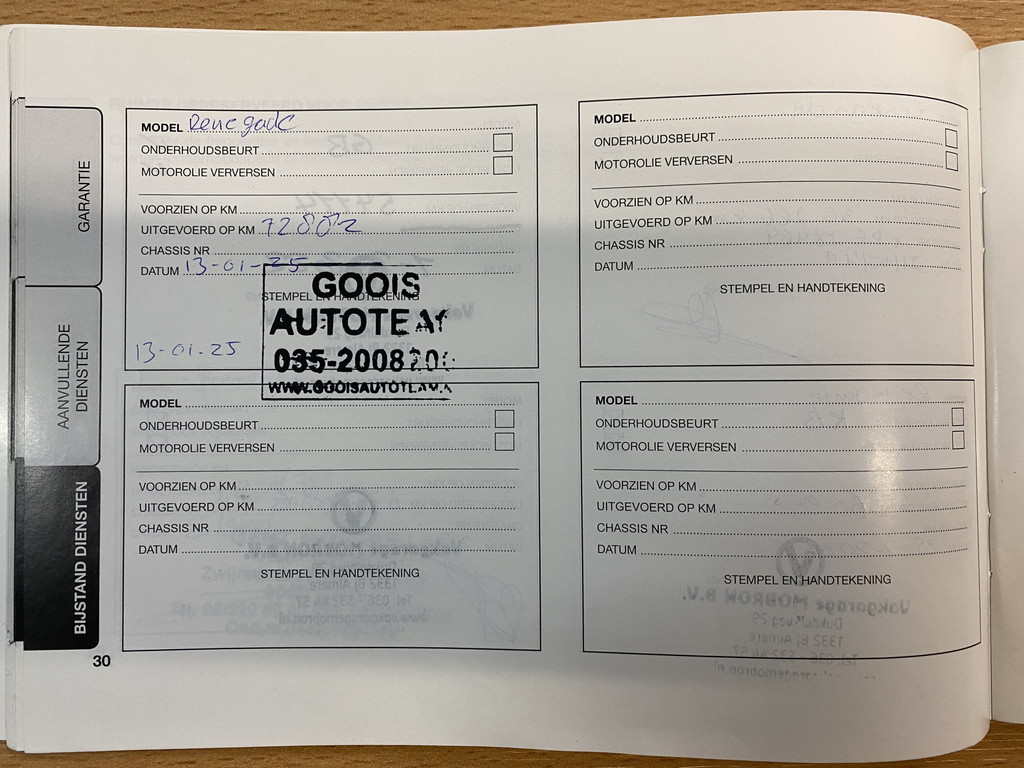 GARANTIE
AANVULLENDE
DIENSTEN
BIJSTAND DIENSTEN
MODEL Renegade
ONDERHOUDSBEURT
MOTOROLIE VERVERSEN
VOORZIEN OP KM
UITGEVOERD OP KM
CHASSIS NR
DATUM 13-01-25
STEMPEL EN HANDTEKENING
GOOIS
AUTOTEAM
13-01-25
MODEL
ONDERHOUDSBEURT
MOTOROLIE VERVERSEN
VOORZIEN OP KM
UITGEVOERD OP KM
CHASSIS NR
DATUM
STEMPEL EN HANDTEKENING
MODEL
ONDERHOUDSBEURT
MOTOROLIE VERVERSEN
VOORZIEN OP KM
UITGEVOERD OP KM
CHASSIS NR
DATUM
STEMPEL EN HANDTEKENING
MODEL
ONDERHOUDSBEURT
MOTOROLIE VERVERSEN
VOORZIEN OP KM
UITGEVOERD OP KM
CHASSIS NR
DATUM
STEMPEL EN HANDTEKENING
30